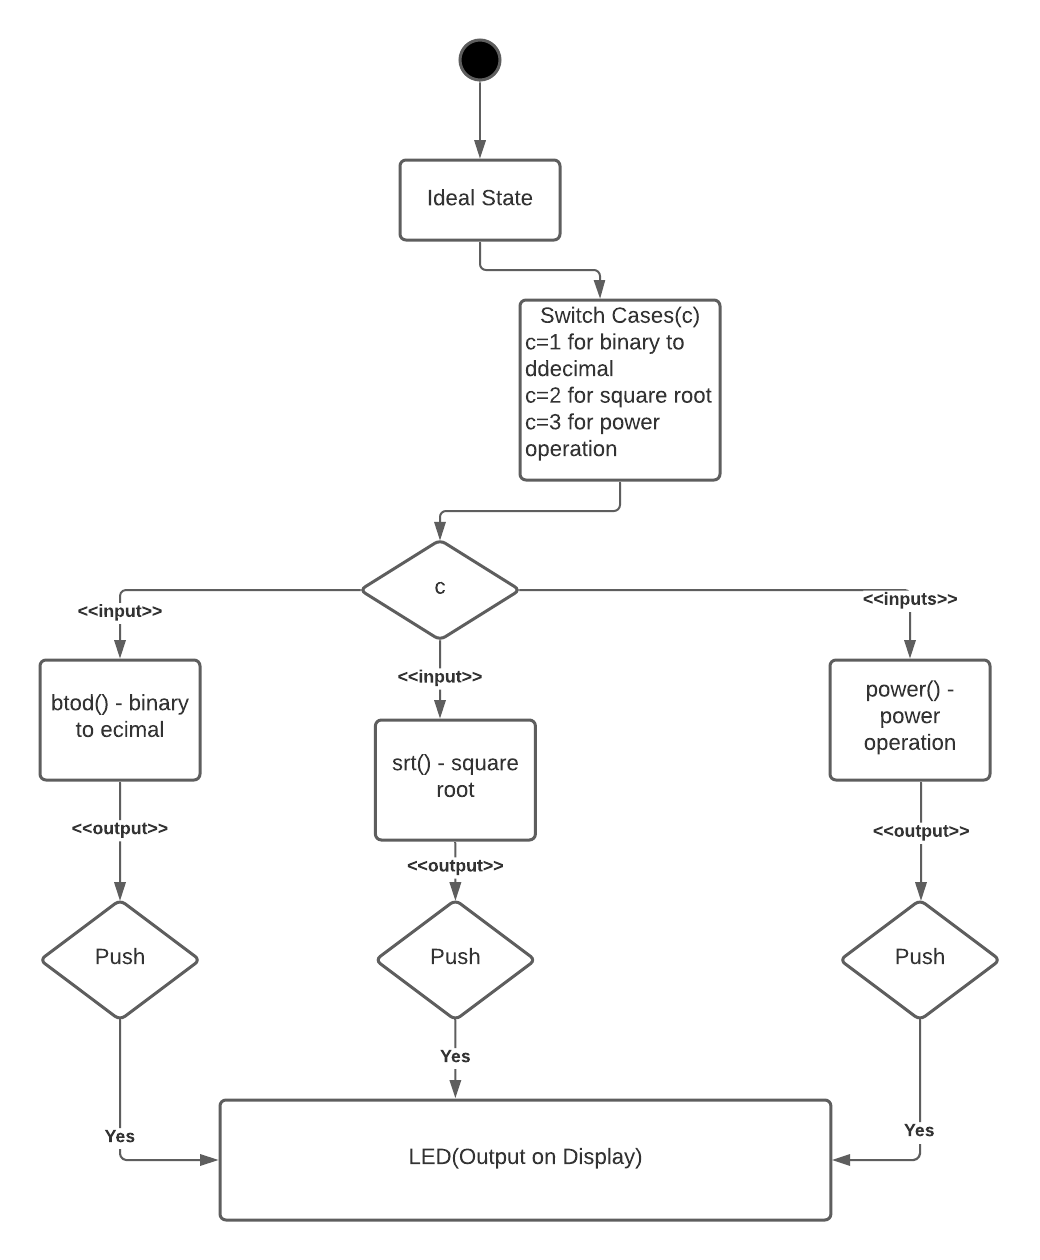 Ideal State
Switch Cases(c)
c=1 for binary to
ddecimal
c=2 for square root
c=3 for power
operation
c
<<input>>
<<input>>
<<inputs>>
btod() - binary
to ecimal
srt() - square
root
power() -
power
operation
<<output>>
<<output>>
<<output>>
Push
Push
Push
Yes
Yes
Yes
LED(Output on Display)